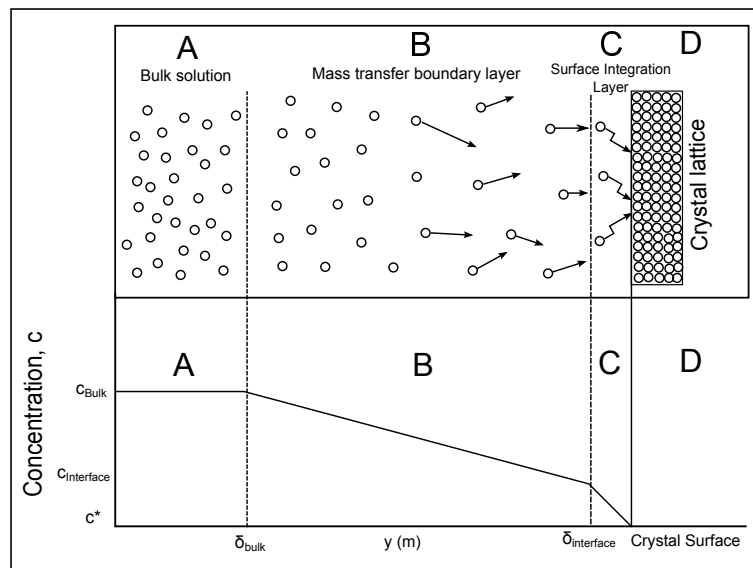 A
B
C
D
Bulk solution
Mass transfer boundary layer
Surface Integration
Layer
Crystal lattice
Concentration, c
A
B
C
D
cBulk
cInterface
c*
δbulk
y (m)
δinterface
Crystal Surface